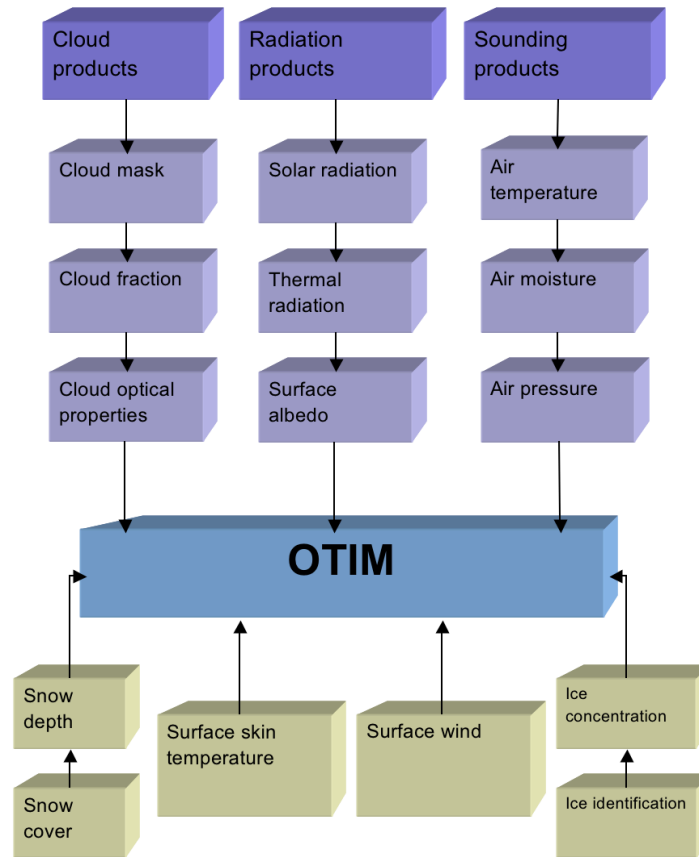 Cloud
products
Radiation
products
Sounding
products
Cloud mask
Solar radiation
Air
temperature
Cloud fraction
Thermal
radiation
Air moisture
Cloud optical
properties
Surface
albedo
Air pressure
OTIM
Snow
depth
Surface skin
temperature
Surface wind
Ice
concentration
Snow
cover
Ice identification